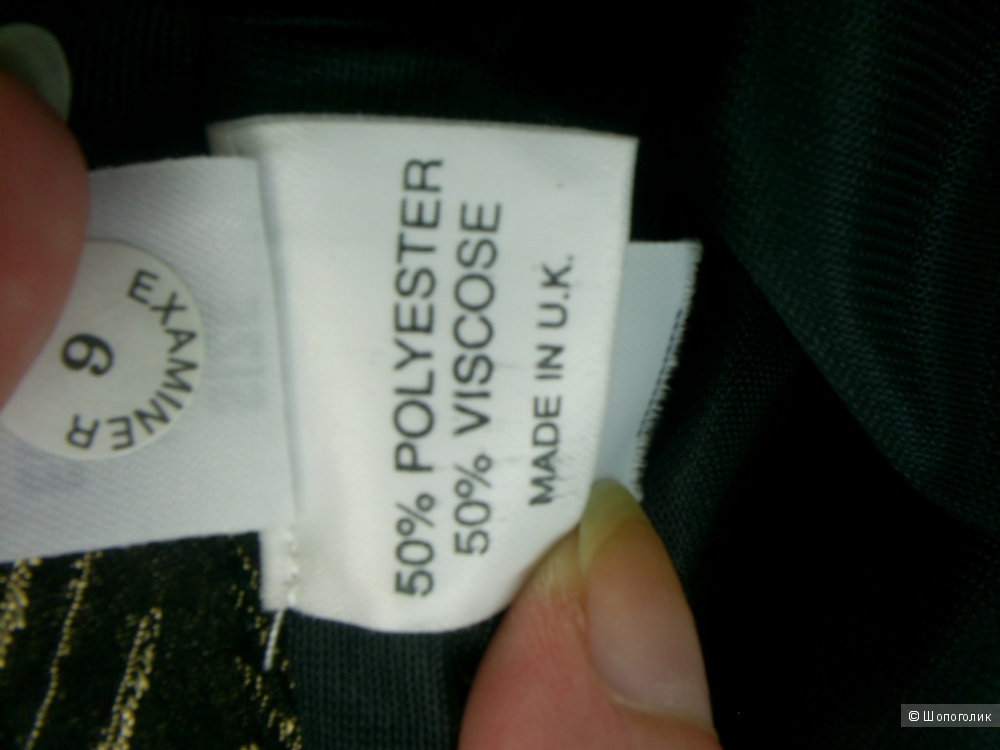 50% POLYESTER
50% VISCOSE
MADE IN U.K.
EXAMINER
9
© Шопоголик